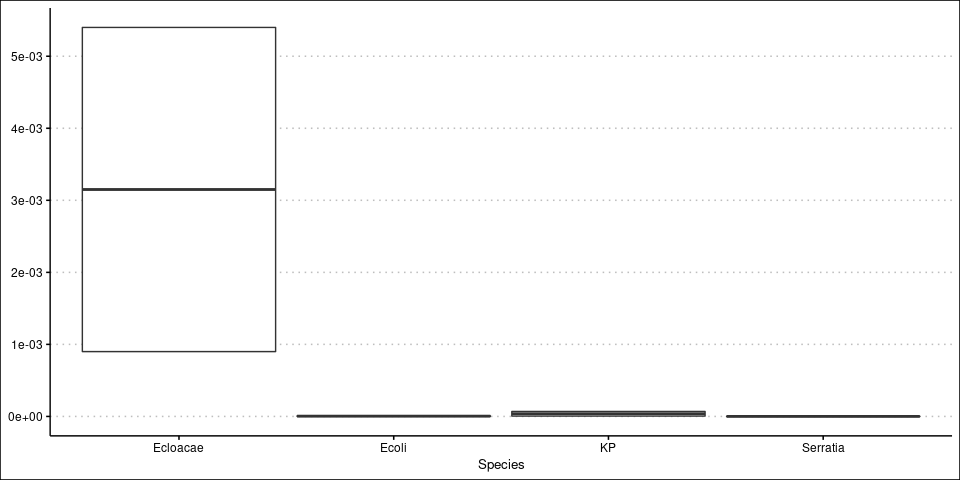 5e-03
4e-03
3e-03
2e-03
1e-03
0e+00
Ecloacae Ecoli KP Serratia
Species